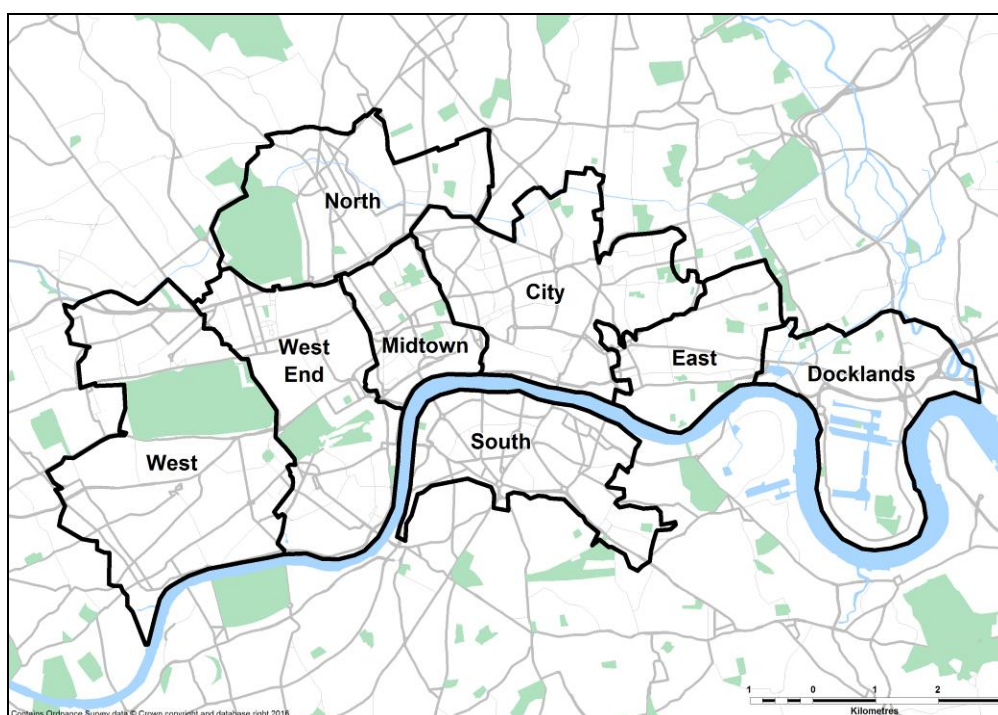 North
City
West
End
Midtown
East
Docklands
South
West
1 0 1 2
Kilometres
Contains Ordnance Survey data © Crown copyright and database right 2016